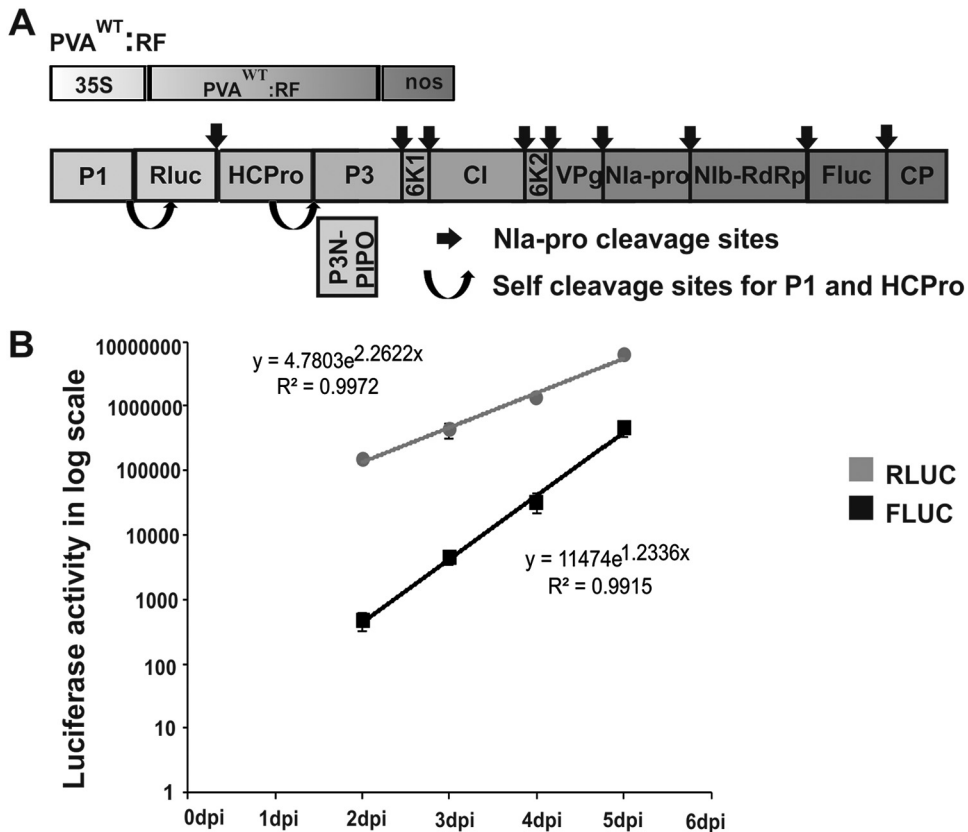 A
PVA^WT:RF
35S
PVA^WT:RF
nos
P1
Rluc
HCPro
P3
6K1
CI
6K2
VPg
NIa-pro
NIb-RdRp
Fluc
CP
P3N-
PIPO
NIa-pro cleavage sites
Self cleavage sites for P1 and HCPro
B
Luciferase activity in log scale
10000000
1000000
100000
10000
1000
100
10
1
y = 4.7803e^2.2622x
R² = 0.9972
y = 11474e^1.2336x
R² = 0.9915
RLUC
FLUC
0dpi
1dpi
2dpi
3dpi
4dpi
5dpi
6dpi